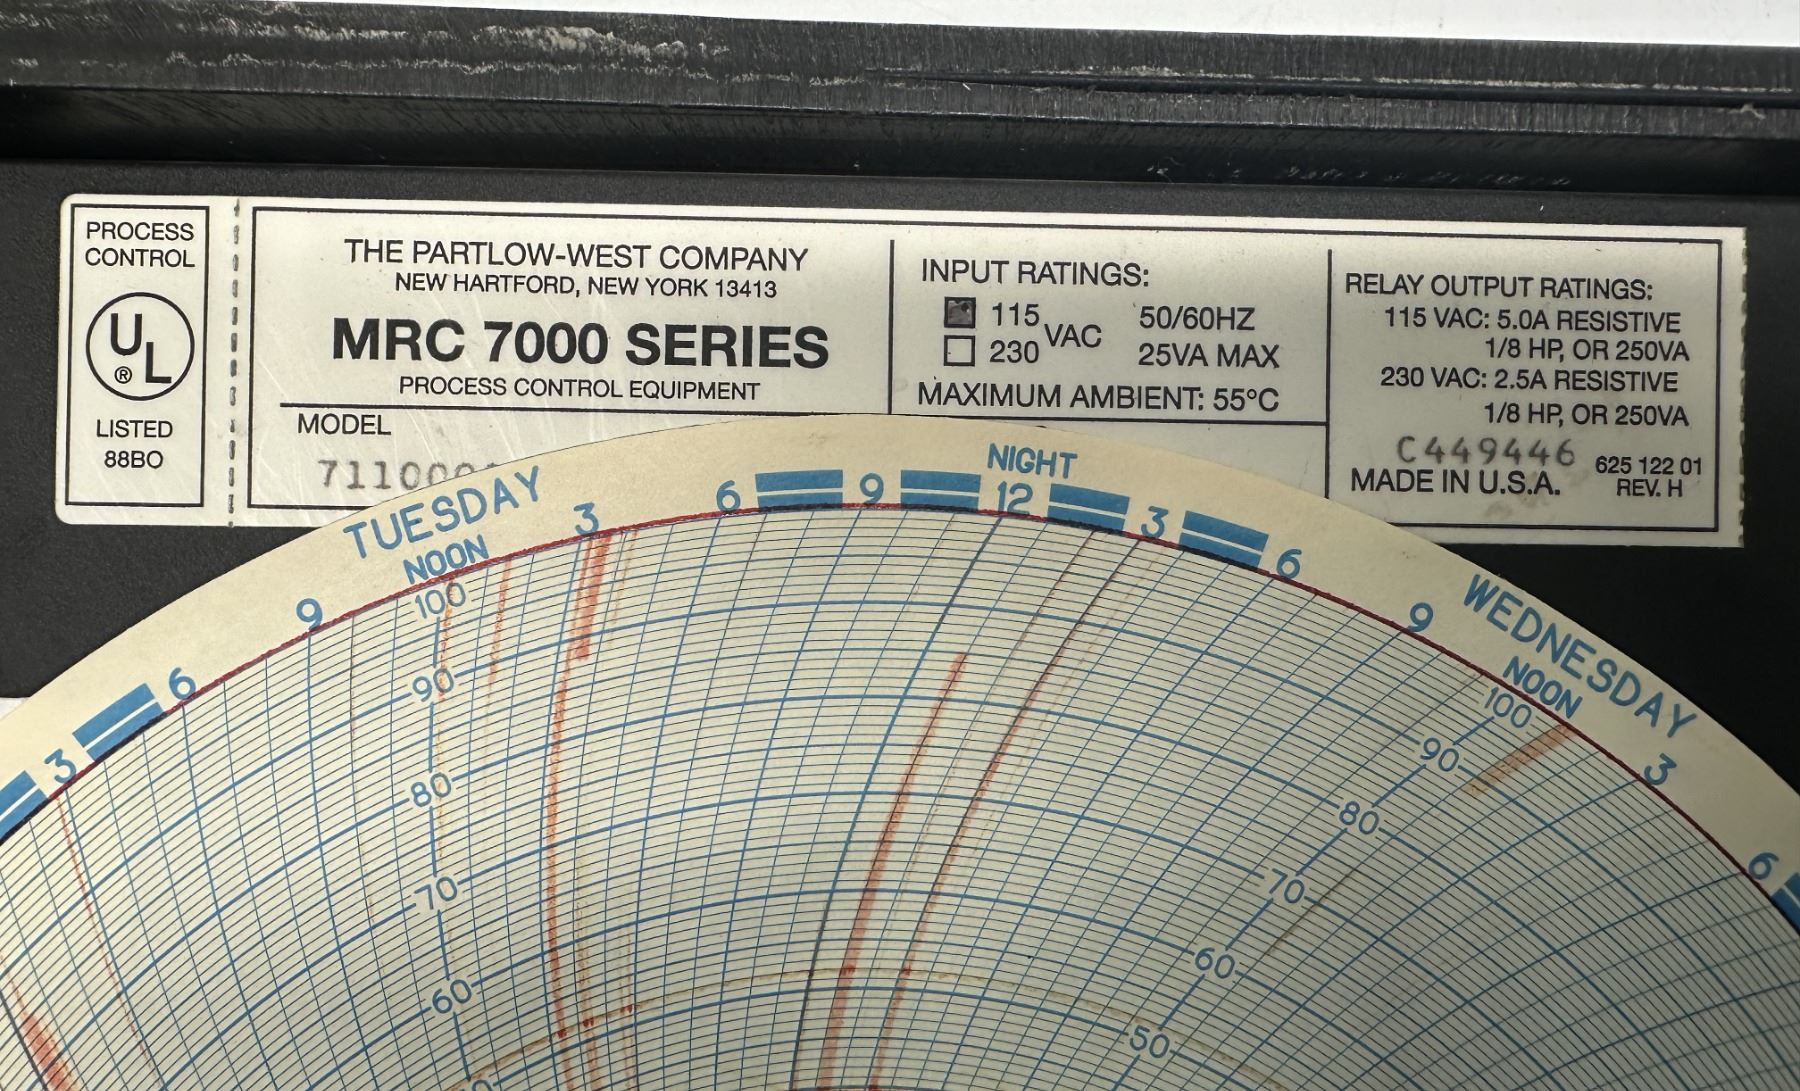 PROCESS
CONTROL
UL
®
LISTED
88BO
THE PARTLOW-WEST COMPANY
NEW HARTFORD, NEW YORK 13413
MRC 7000 SERIES
PROCESS CONTROL EQUIPMENT
MODEL
INPUT RATINGS:
115 VAC 50/60HZ
230 25VA MAX
MAXIMUM AMBIENT: 55°C
RELAY OUTPUT RATINGS:
115 VAC: 5.0A RESISTIVE
1/8 HP, OR 250VA
230 VAC: 2.5A RESISTIVE
1/8 HP, OR 250VA
C449446
MADE IN U.S.A.
625 122 01
REV. H
TUESDAY
NOON
NIGHT
WEDNESDAY
NOON
3 6 9 3 6 9 12 3 6 9 3 6
100
90
80
70
60
100
90
80
70
60
50